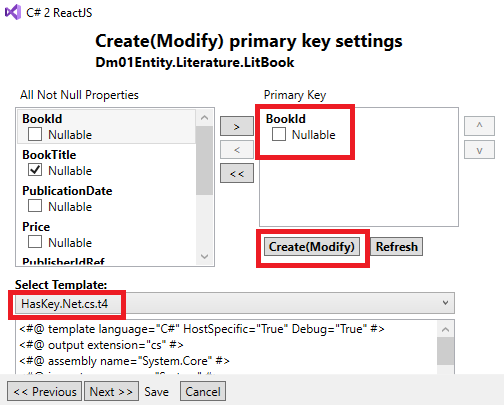 C# 2 ReactJS
Create(Modify) primary key settings
Dm01Entity.Literature.LitBook
All Not Null Properties
Primary Key
BookId
Nullable
BookTitle
Nullable
PublicationDate
Nullable
Price
Nullable
PublisherIdRef
>
<
<<
BookId
Nullable
^
v
Create(Modify) Refresh
Select Template:
HasKey.Net.cs.t4
<#@ template language="C#" HostSpecific="True" Debug="True" #>
<#@ output extension="cs" #>
<#@ assembly name="System.Core" #>
<< Previous Next >> Save Cancel